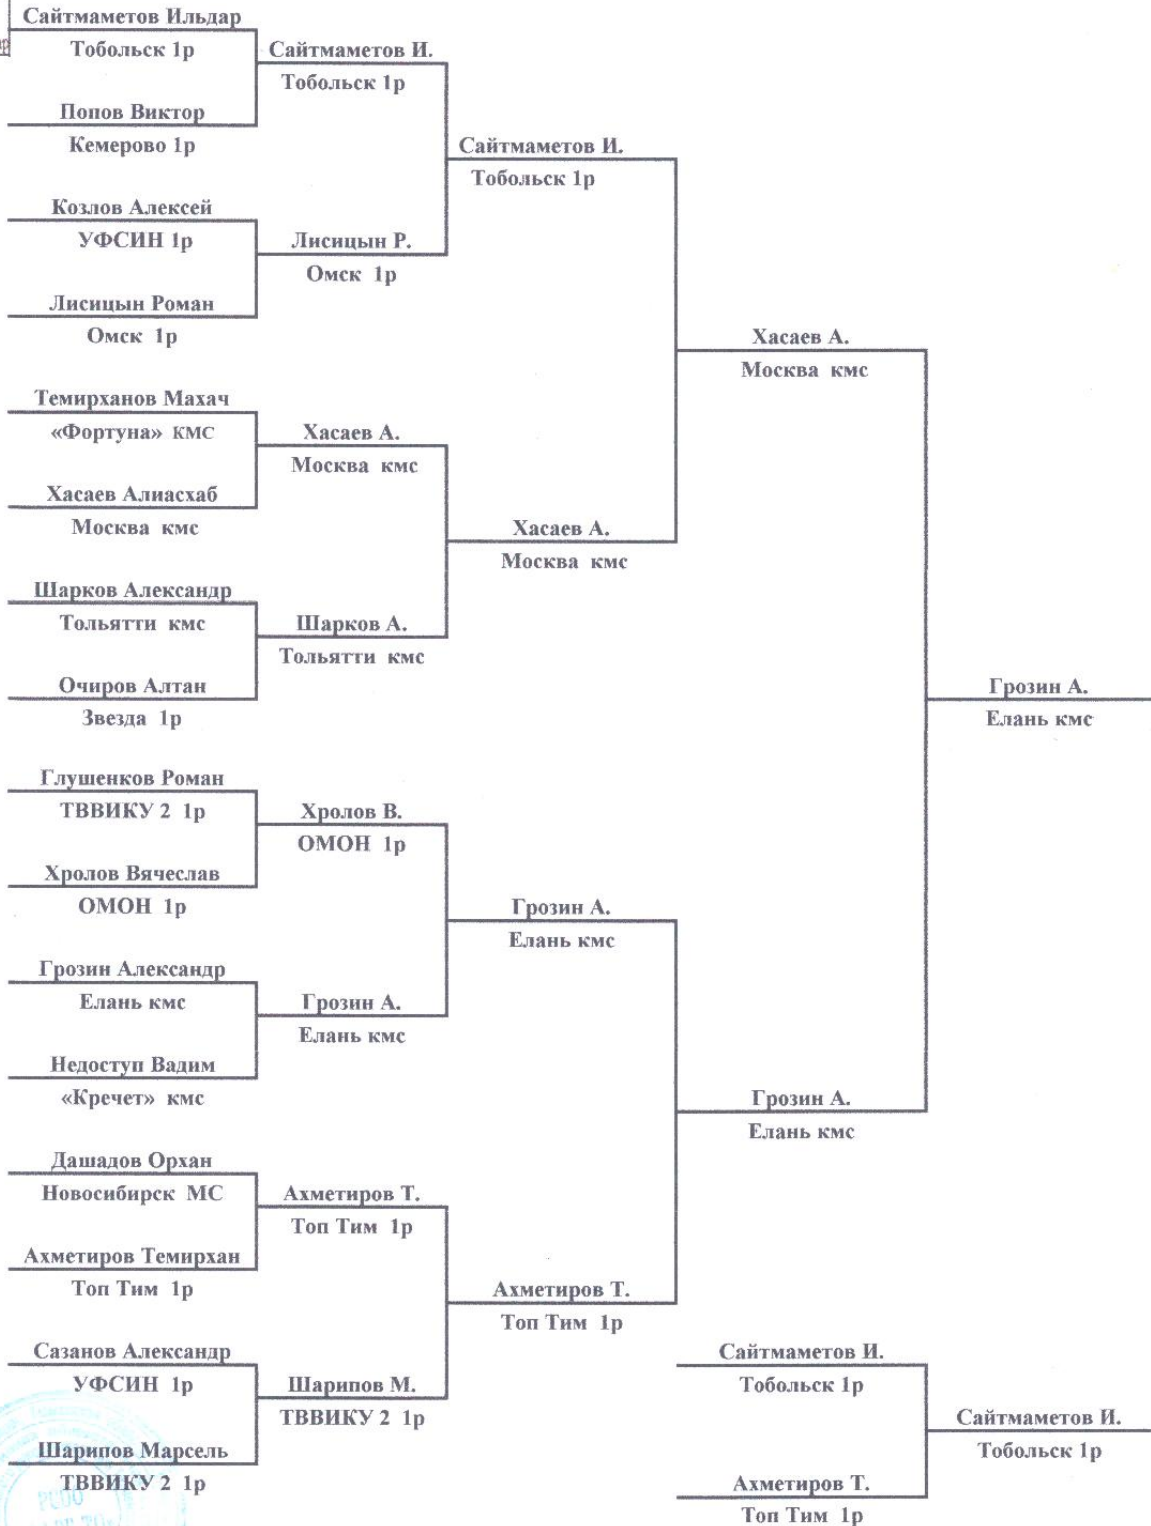 Сайтмаметов Ильдар
Тобольск 1р
Попов Виктор
Кемерово 1р
Козлов Алексей
УФСИН 1р
Лисицын Роман
Омск 1р
Темирханов Махач
«Фортуна» КМС
Хасаев Алиасхаб
Москва кмс
Шарков Александр
Тольятти кмс
Очиров Алтан
Звезда 1р
Глушенков Роман
ТВВИКУ 2 1р
Хролов Вячеслав
ОМОН 1р
Грозин Александр
Елань кмс
Недоступ Вадим
«Кречет» кмс
Дашадов Орхан
Новосибирск МС
Ахметиров Темирхан
Топ Тим 1р
Сазанов Александр
УФСИН 1р
Шарипов Марсель
ТВВИКУ 2 1р
Сайтмаметов И.
Тобольск 1р
Лисицын Р.
Омск 1р
Хасаев А.
Москва кмс
Шарков А.
Тольятти кмс
Хролов В.
ОМОН 1р
Грозин А.
Елань кмс
Ахметиров Т.
Топ Тим 1р
Шарипов М.
ТВВИКУ 2 1р
Сайтмаметов И.
Тобольск 1р
Хасаев А.
Москва кмс
Грозин А.
Елань кмс
Ахметиров Т.
Топ Тим 1р
Хасаев А.
Москва кмс
Грозин А.
Елань кмс
Грозин А.
Елань кмс
Сайтмаметов И.
Тобольск 1р
Ахметиров Т.
Топ Тим 1р
Сайтмаметов И.
Тобольск 1р